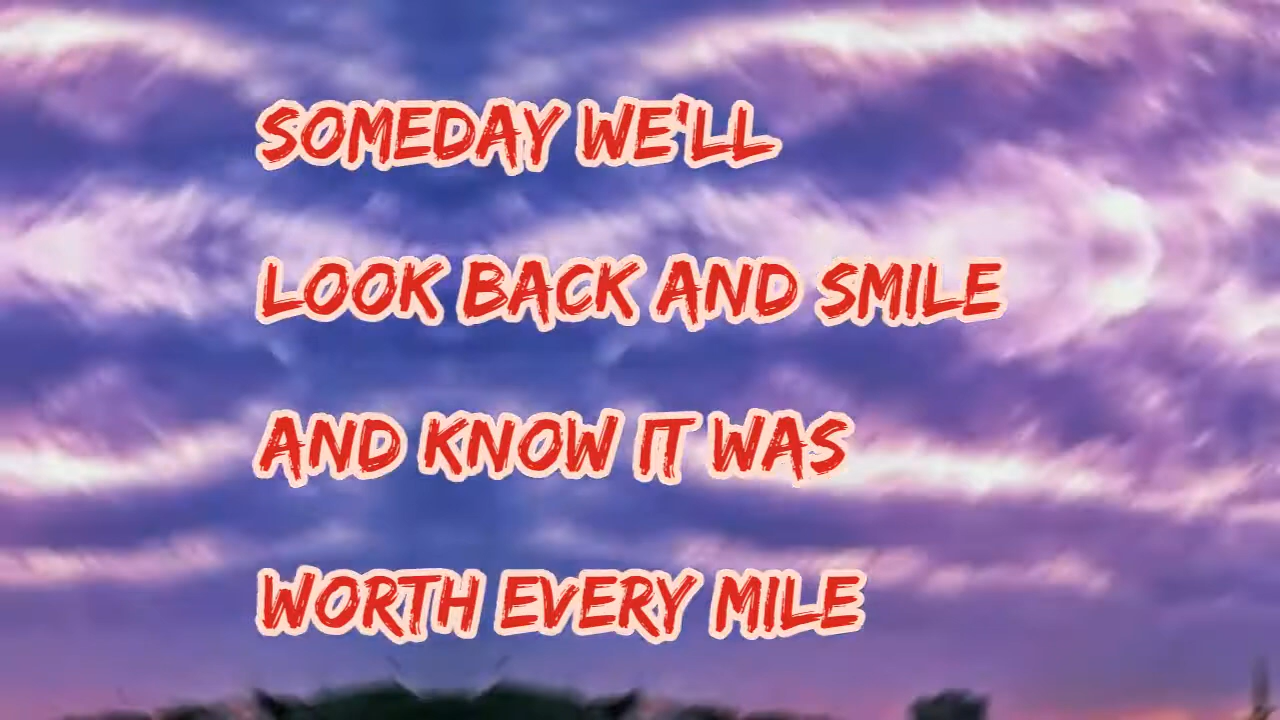 SOMEDAY WE'LL
LOOK BACK AND SMILE
AND KNOW IT WAS
WORTH EVERY MILE